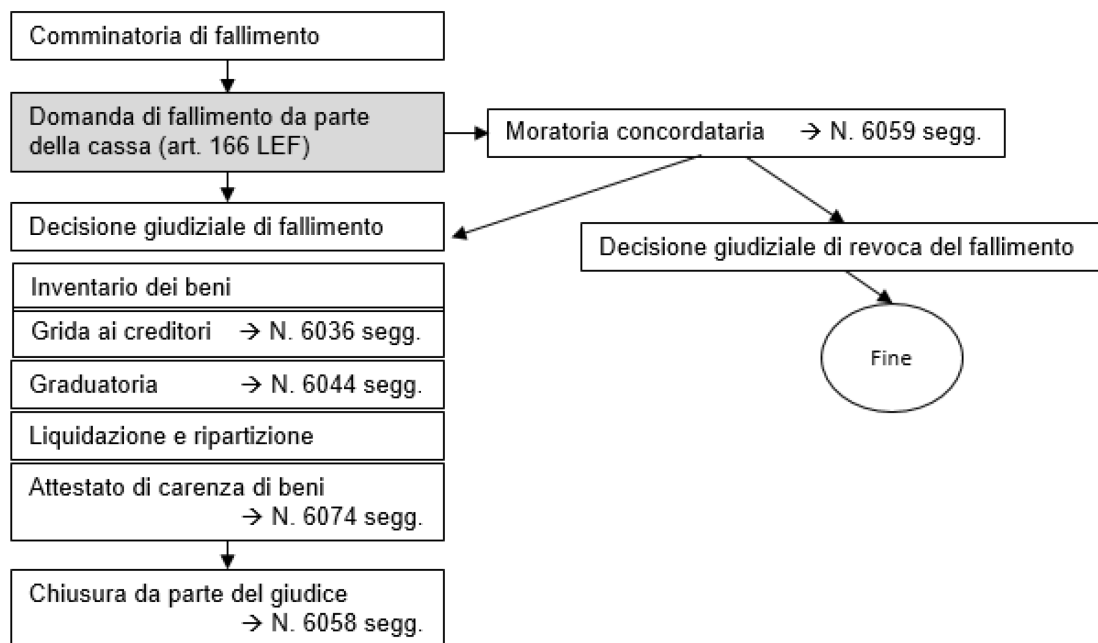 Comminatoria di fallimento
Domanda di fallimento da parte
della cassa (art. 166 LEF)
Moratoria concordataria → N. 6059 segg.
Decisione giudiziale di fallimento
Decisione giudiziale di revoca del fallimento
Inventario dei beni
Grida ai creditori → N. 6036 segg.
Fine
Graduatoria → N. 6044 segg.
Liquidazione e ripartizione
Attestato di carenza di beni
→ N. 6074 segg.
Chiusura da parte del giudice
→ N. 6058 segg.